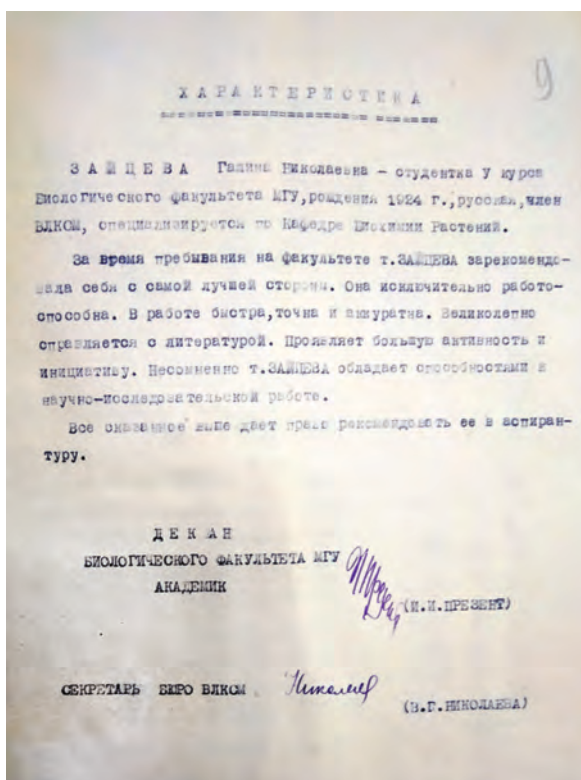 9
ХАРАКТЕРИСТИКА
ЗАЙЦЕВА Галина Николаевна - студентка У курса
Биологического факультета МГУ, рождения 1924 г., русская, член
ВЛКСМ, специализируется по Кафедре Биохимии Растений.
За время пребывания на факультете т.ЗАЙЦЕВА зарекомендо-
вала себя с самой лучшей стороны. Она исключительно работо-
способна. В работе быстра, точна и аккуратна. Великолепно
справляется с литературой. Проявляет большую активность и
инициативу. Несомненно т.ЗАЙЦЕВА обладает способностями к
научно-исследовательской работе.
Все сказанное выше дает право рекомендовать ее в аспиран-
туру.
ДЕКАН
БИОЛОГИЧЕСКОГО ФАКУЛЬТЕТА МГУ
АКАДЕМИК
(И.И.ПРЕЗЕНТ)
СЕКРЕТАРЬ БЮРО ВЛКСМ
(В.Г.НИКОЛАЕВА)